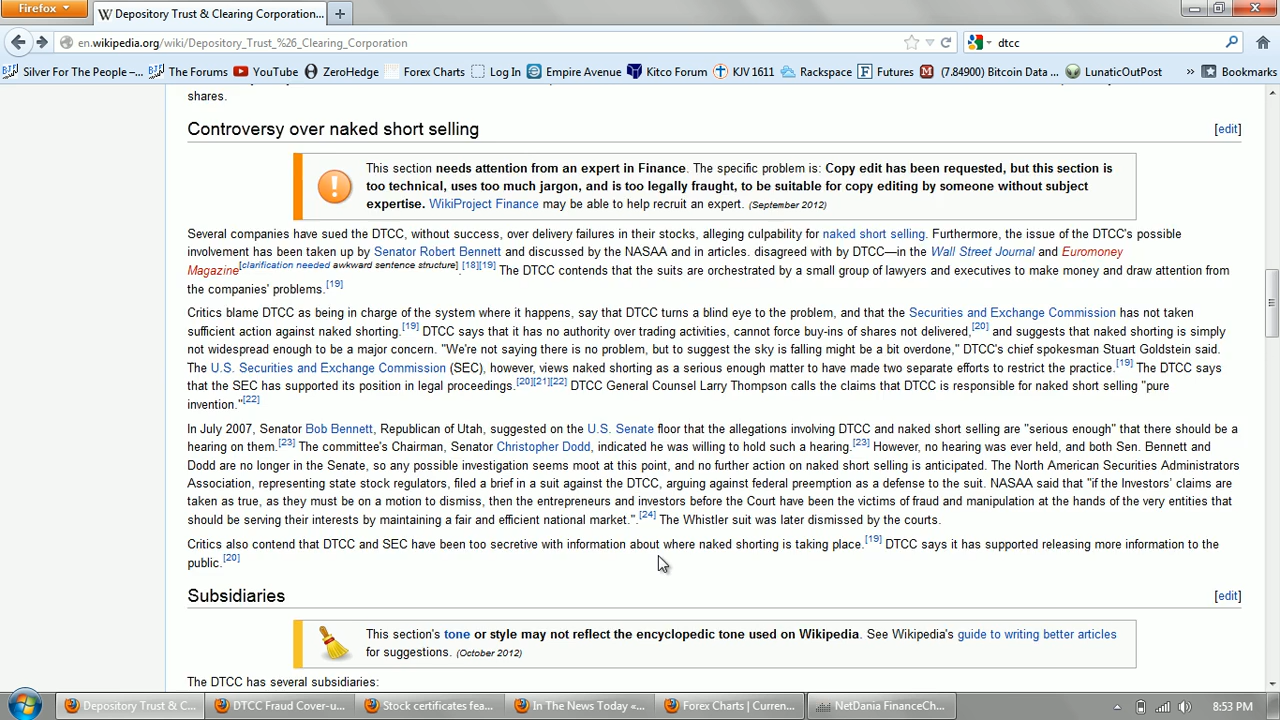 Firefox
Depository Trust & Clearing Corporation...
en.wikipedia.org/wiki/Depository_Trust_%26_Clearing_Corporation
dtcc
Silver For The People –... The Forums YouTube ZeroHedge Forex Charts Log In Empire Avenue Kitco Forum KJV 1611 Rackspace Futures (7.84900) Bitcoin Data ... LunaticOutPost » Bookmarks
shares.
Controversy over naked short selling [edit]
This section needs attention from an expert in Finance. The specific problem is: Copy edit has been requested, but this section is
too technical, uses too much jargon, and is too legally fraught, to be suitable for copy editing by someone without subject
expertise. WikiProject Finance may be able to help recruit an expert. (September 2012)
Several companies have sued the DTCC, without success, over delivery failures in their stocks, alleging culpability for naked short selling. Furthermore, the issue of the DTCC's possible
involvement has been taken up by Senator Robert Bennett and discussed by the NASAA and in articles. disagreed with by DTCC—in the Wall Street Journal and Euromoney
Magazine[clarification needed awkward sentence structure].[18][19] The DTCC contends that the suits are orchestrated by a small group of lawyers and executives to make money and draw attention from
the companies' problems.[19]
Critics blame DTCC as being in charge of the system where it happens, say that DTCC turns a blind eye to the problem, and that the Securities and Exchange Commission has not taken
sufficient action against naked shorting.[19] DTCC says that it has no authority over trading activities, cannot force buy-ins of shares not delivered,[20] and suggests that naked shorting is simply
not widespread enough to be a major concern. "We're not saying there is no problem, but to suggest the sky is falling might be a bit overdone," DTCC's chief spokesman Stuart Goldstein said.
The U.S. Securities and Exchange Commission (SEC), however, views naked shorting as a serious enough matter to have made two separate efforts to restrict the practice.[19] The DTCC says
that the SEC has supported its position in legal proceedings.[20][21][22] DTCC General Counsel Larry Thompson calls the claims that DTCC is responsible for naked short selling "pure
invention."[22]
In July 2007, Senator Bob Bennett, Republican of Utah, suggested on the U.S. Senate floor that the allegations involving DTCC and naked short selling are "serious enough" that there should be a
hearing on them.[23] The committee's Chairman, Senator Christopher Dodd, indicated he was willing to hold such a hearing.[23] However, no hearing was ever held, and both Sen. Bennett and
Dodd are no longer in the Senate, so any possible investigation seems moot at this point, and no further action on naked short selling is anticipated. The North American Securities Administrators
Association, representing state stock regulators, filed a brief in a suit against the DTCC, arguing against federal preemption as a defense to the suit. NASAA said that "if the Investors' claims are
taken as true, as they must be on a motion to dismiss, then the entrepreneurs and investors before the Court have been the victims of fraud and manipulation at the hands of the very entities that
should be serving their interests by maintaining a fair and efficient national market.".[24] The Whistler suit was later dismissed by the courts.
Critics also contend that DTCC and SEC have been too secretive with information about where naked shorting is taking place.[19] DTCC says it has supported releasing more information to the
public.[20]
Subsidiaries [edit]
This section's tone or style may not reflect the encyclopedic tone used on Wikipedia. See Wikipedia's guide to writing better articles
for suggestions. (October 2012)
The DTCC has several subsidiaries:
Depository Trust & C... DTCC Fraud Cover-u... Stock certificates fea... In The News Today «... Forex Charts | Curren... NetDania FinanceCh... 8:53 PM